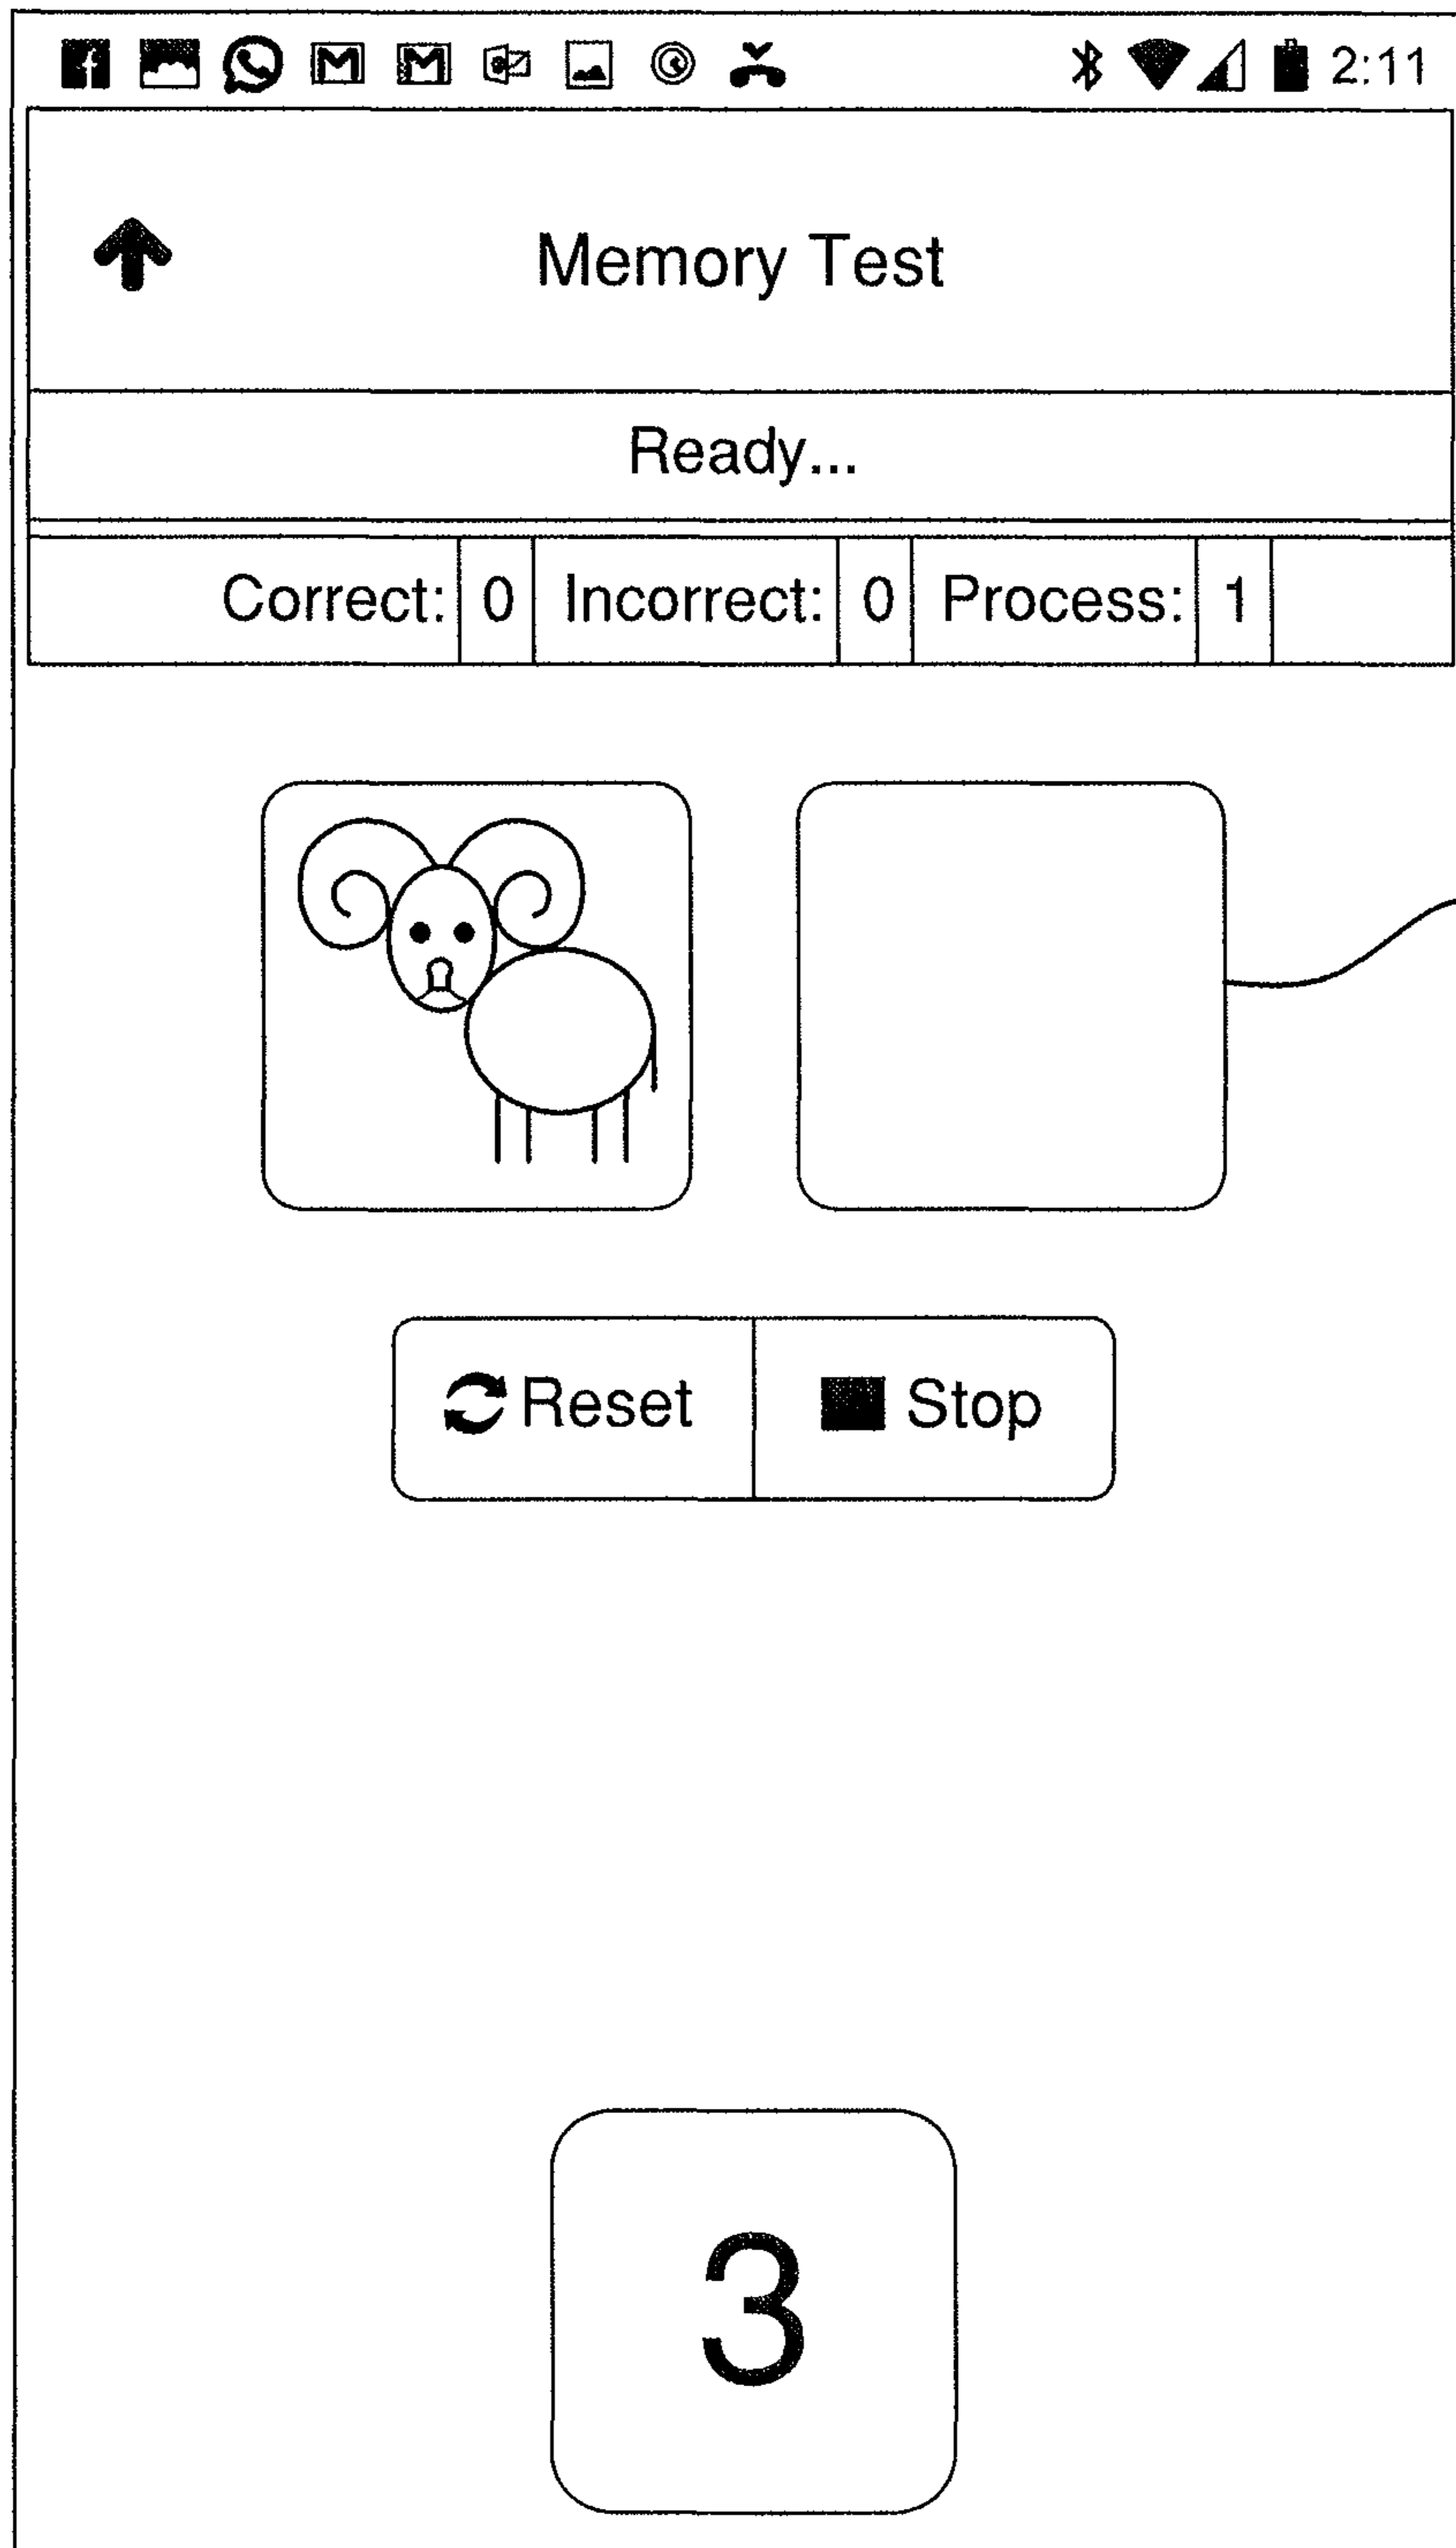 2:11
Memory Test
Ready...
Correct: 0 Incorrect: 0 Process: 1
Reset Stop
3